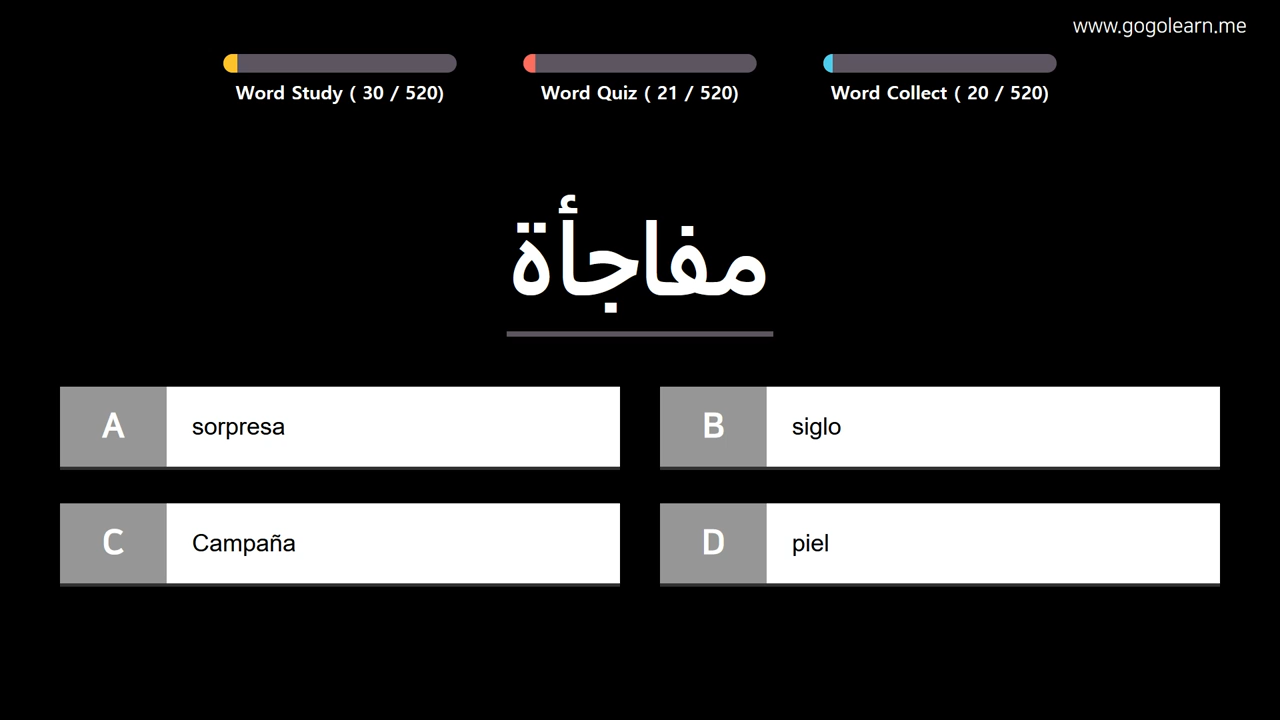 www.gogolearn.me
Word Study ( 30 / 520)
Word Quiz ( 21 / 520)
Word Collect ( 20 / 520)
مفاجأة
A sorpresa
B siglo
C Campaña
D piel